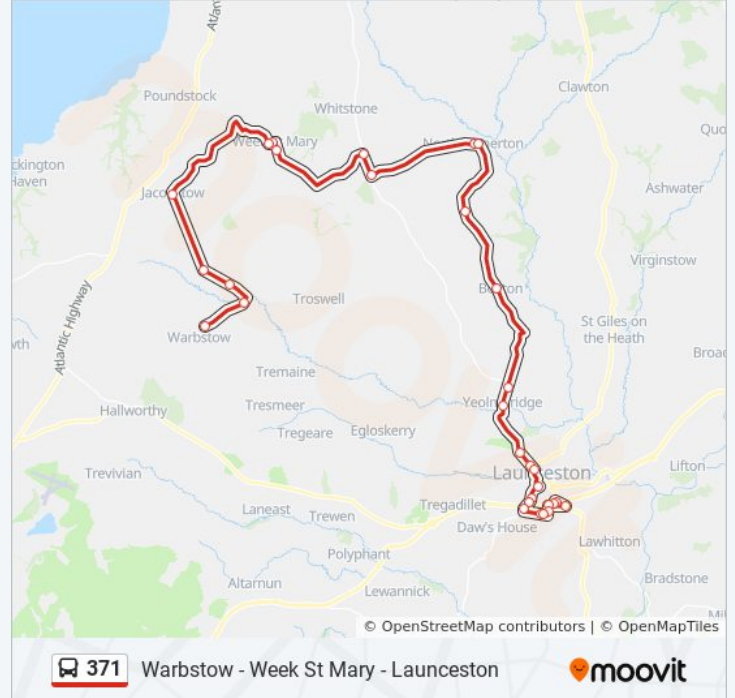 Poundstock
Whitstone
Clawton
Week St Mary
Quo
ckington
Haven
Jacobstow
Ashwater
Virginstow
Troswell
Warbstow
Atlantic Highway
St Giles on
the Heath
Broad
Tremaine
Hallworthy
Tresmeer
Yeolmbridge
Tregeare
Egloskerry
Trevivian
Launceston
Lifton
Laneast
Trewen
Tregadillet
Daw's House
Lawhitton
Polyphant
Altarnun
Lewannick
Bradstone
© OpenStreetMap contributors | © OpenMapTiles
371 Warbstow - Week St Mary - Launceston
moovit